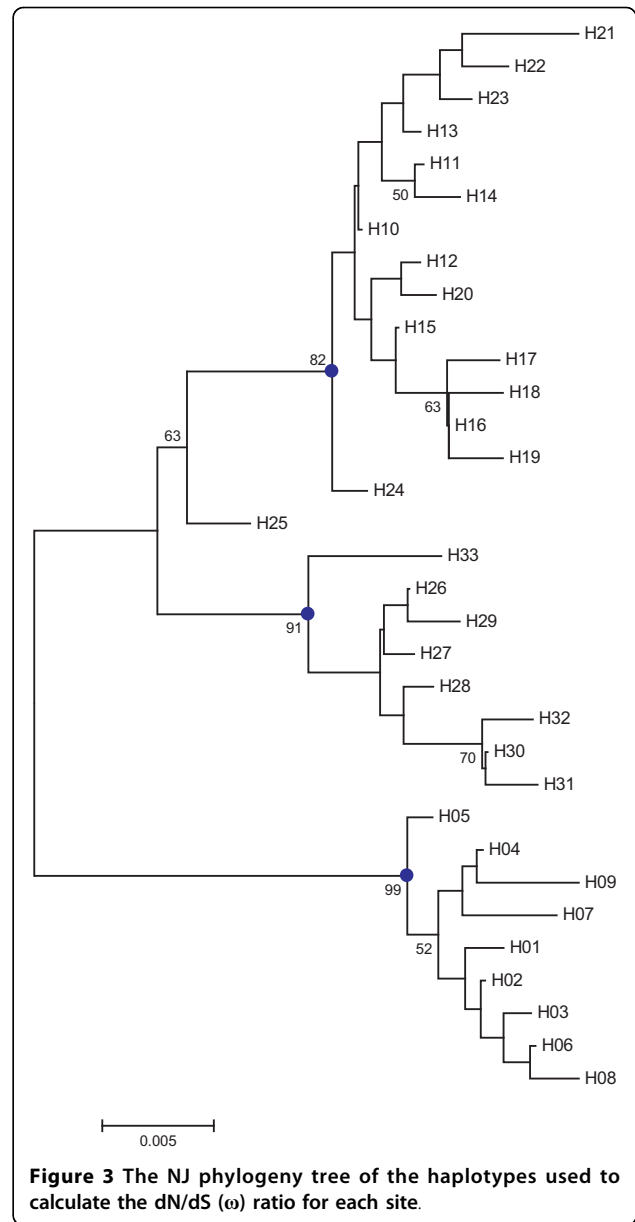 H21
H22
H23
H13
H11
50
H14
H10
H12
H20
H15
82
H17
63
H18
H16
63
H19
H24
H25
H33
H26
91
H29
H27
H28
H32
70
H30
H31
H05
H04
99
H09
H07
52
H01
H02
H03
H06
H08
0.005
Figure 3 The NJ phylogeny tree of the haplotypes used to
calculate the dN/dS (ω) ratio for each site.